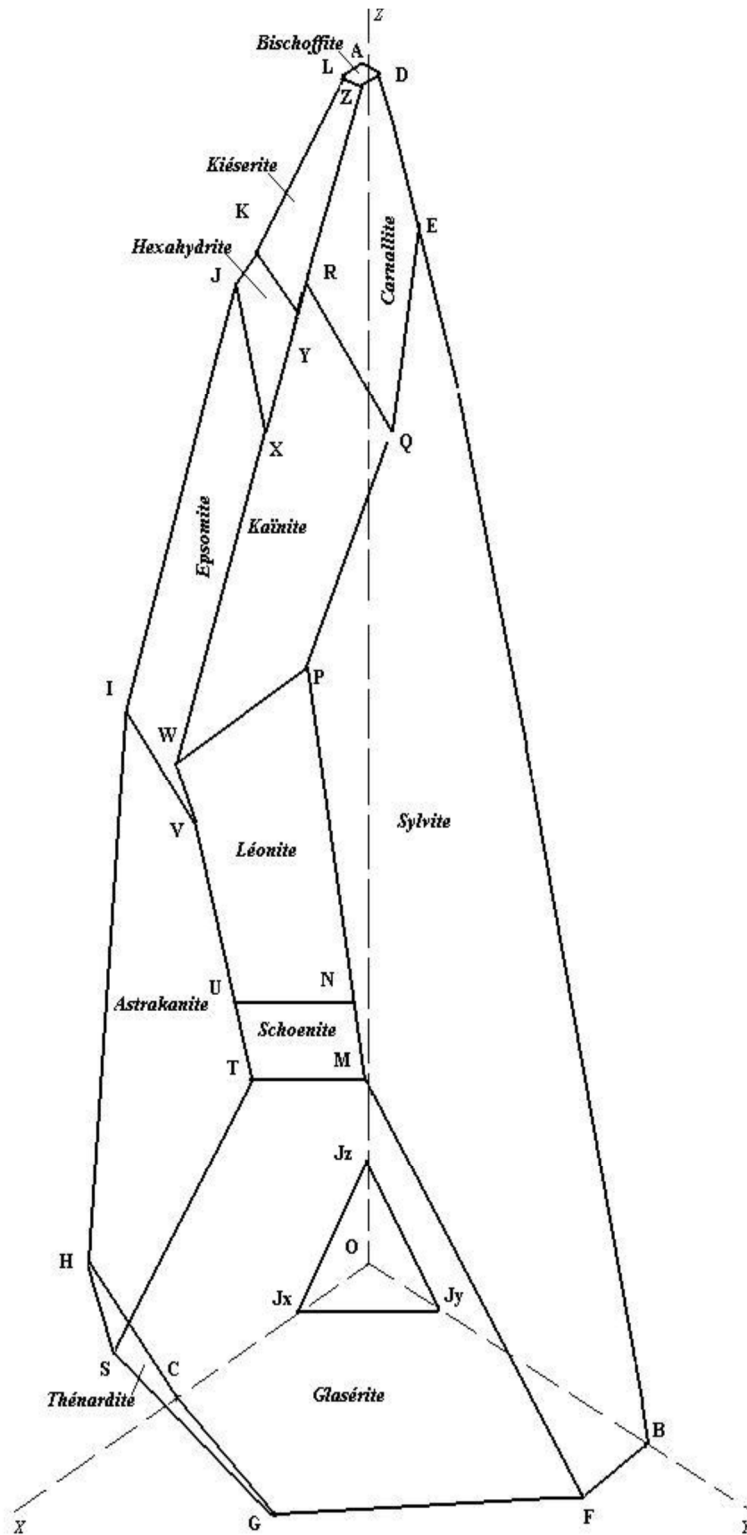 Z
Bischoffite A
L D
Z
Kiéserite
K
E
Hexahydrite
J R
Carnallite
Y
X Q
Epsomite
Kaïnite
I P
W
V Léonite Sylvite
U N
Astrakanite
Schoenite
T M
Jz
O
H
Jx Jy
S C
Thénardite Glasérite
B
G F
X Y